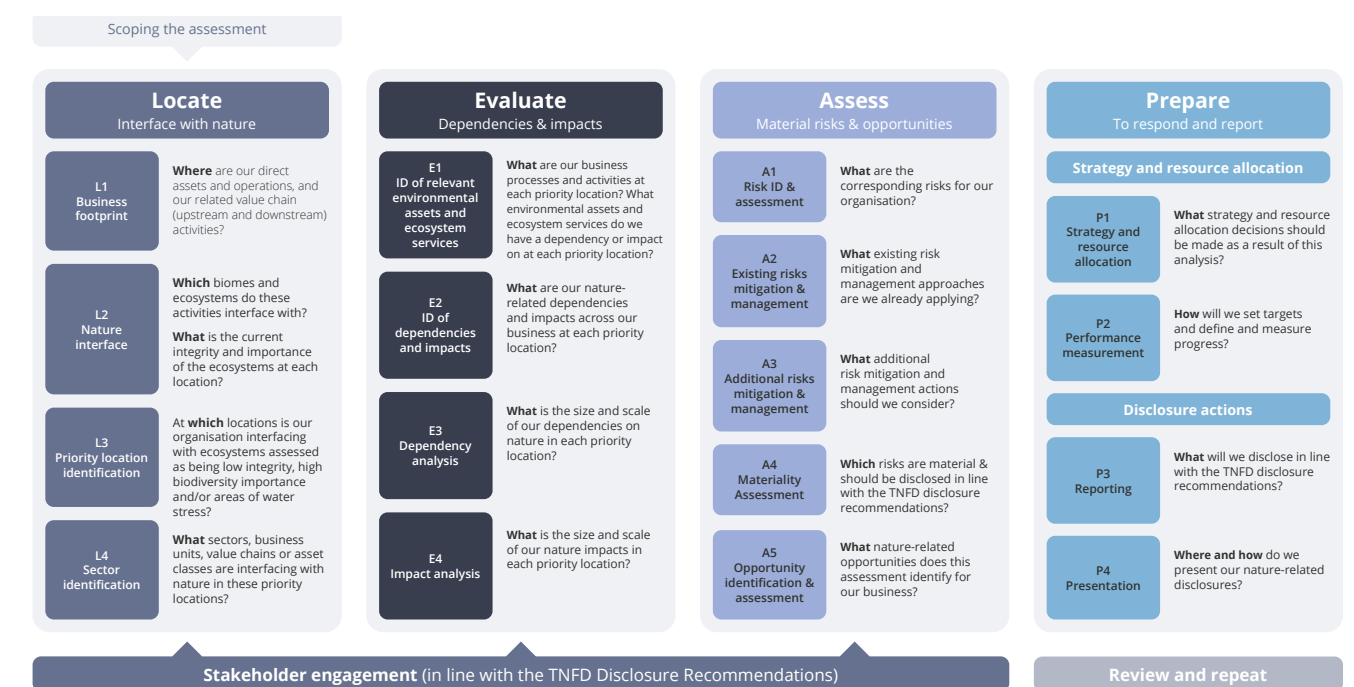 Scoping the assessment
Locate
Interface with nature
L1
Business
footprint
Where are our direct
assets and operations, and
our related value chain
(upstream and downstream)
activities?
L2
Nature
interface
Which biomes and
ecosystems do these
activities interface with?
What is the current
integrity and importance
of the ecosystems at each
location?
L3
Priority location
identification
At which locations is our
organisation interfacing
with ecosystems assessed
as being low integrity, high
biodiversity importance
and/or areas of water
stress?
L4
Sector
identification
What sectors, business
units, value chains or asset
classes are interfacing with
nature in these priority
locations?
Evaluate
Dependencies & impacts
E1
ID of relevant
environmental
assets and
ecosystem
services
What are our business
processes and activities at
each priority location? What
environmental assets and
ecosystem services do we
have a dependency or impact
on at each priority location?
E2
ID of
dependencies
and impacts
What are our nature-
related dependencies
and impacts across our
business at each priority
location?
E3
Dependency
analysis
What is the size and scale
of our dependencies on
nature in each priority
location?
E4
Impact analysis
What is the size and scale
of our nature impacts in
each priority location?
Assess
Material risks & opportunities
A1
Risk ID &
assessment
What are the
corresponding risks for our
organisation?
A2
Existing risks
mitigation &
management
What existing risk
mitigation and
management approaches
are we already applying?
A3
Additional risks
mitigation &
management
What additional
risk mitigation and
management actions
should we consider?
A4
Materiality
Assessment
Which risks are material &
should be disclosed in line
with the TNFD disclosure
recommendations?
A5
Opportunity
identification &
assessment
What nature-related
opportunities does this
assessment identify for
our business?
Prepare
To respond and report
Strategy and resource allocation
P1
Strategy and
resource
allocation
What strategy and resource
allocation decisions should
be made as a result of this
analysis?
P2
Performance
measurement
How will we set targets
and define and measure
progress?
Disclosure actions
P3
Reporting
What will we disclose in line
with the TNFD disclosure
recommendations?
P4
Presentation
Where and how do we
present our nature-related
disclosures?
Stakeholder engagement (in line with the TNFD Disclosure Recommendations)
Review and repeat